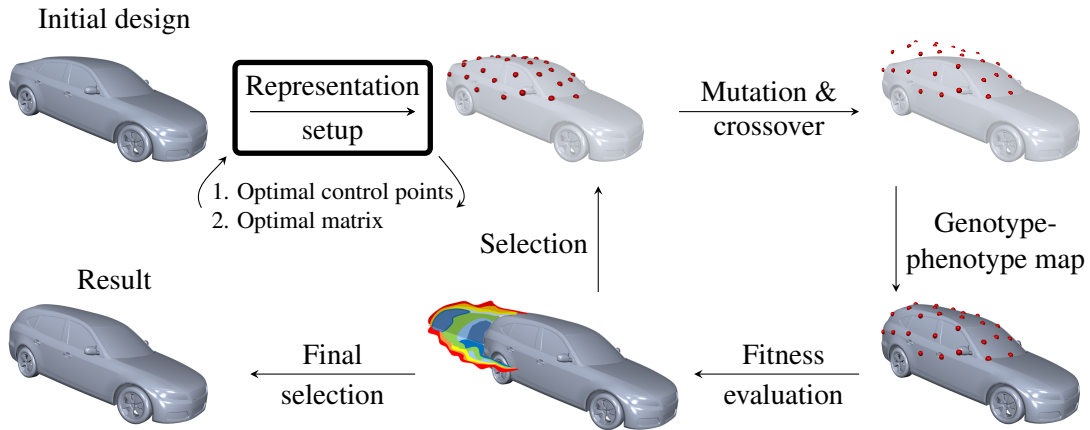 Initial design
Representation
setup
1. Optimal control points
2. Optimal matrix
Mutation &
crossover
Genotype-
phenotype map
Selection
Result
Final
selection
Fitness
evaluation